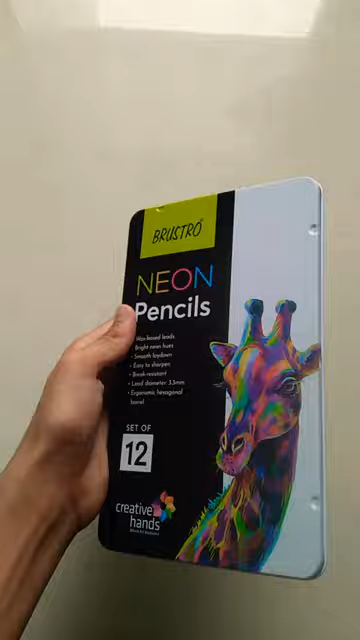 BRUSTRO
NEON
Pencils
• Wax-based leads
• Bright neon hues
• Smooth laydown
• Easy to sharpen
• Break-resistant
• Lead diameter: 3.3mm
• Ergonomic hexagonal
barrel
SET OF
12
creative
hands